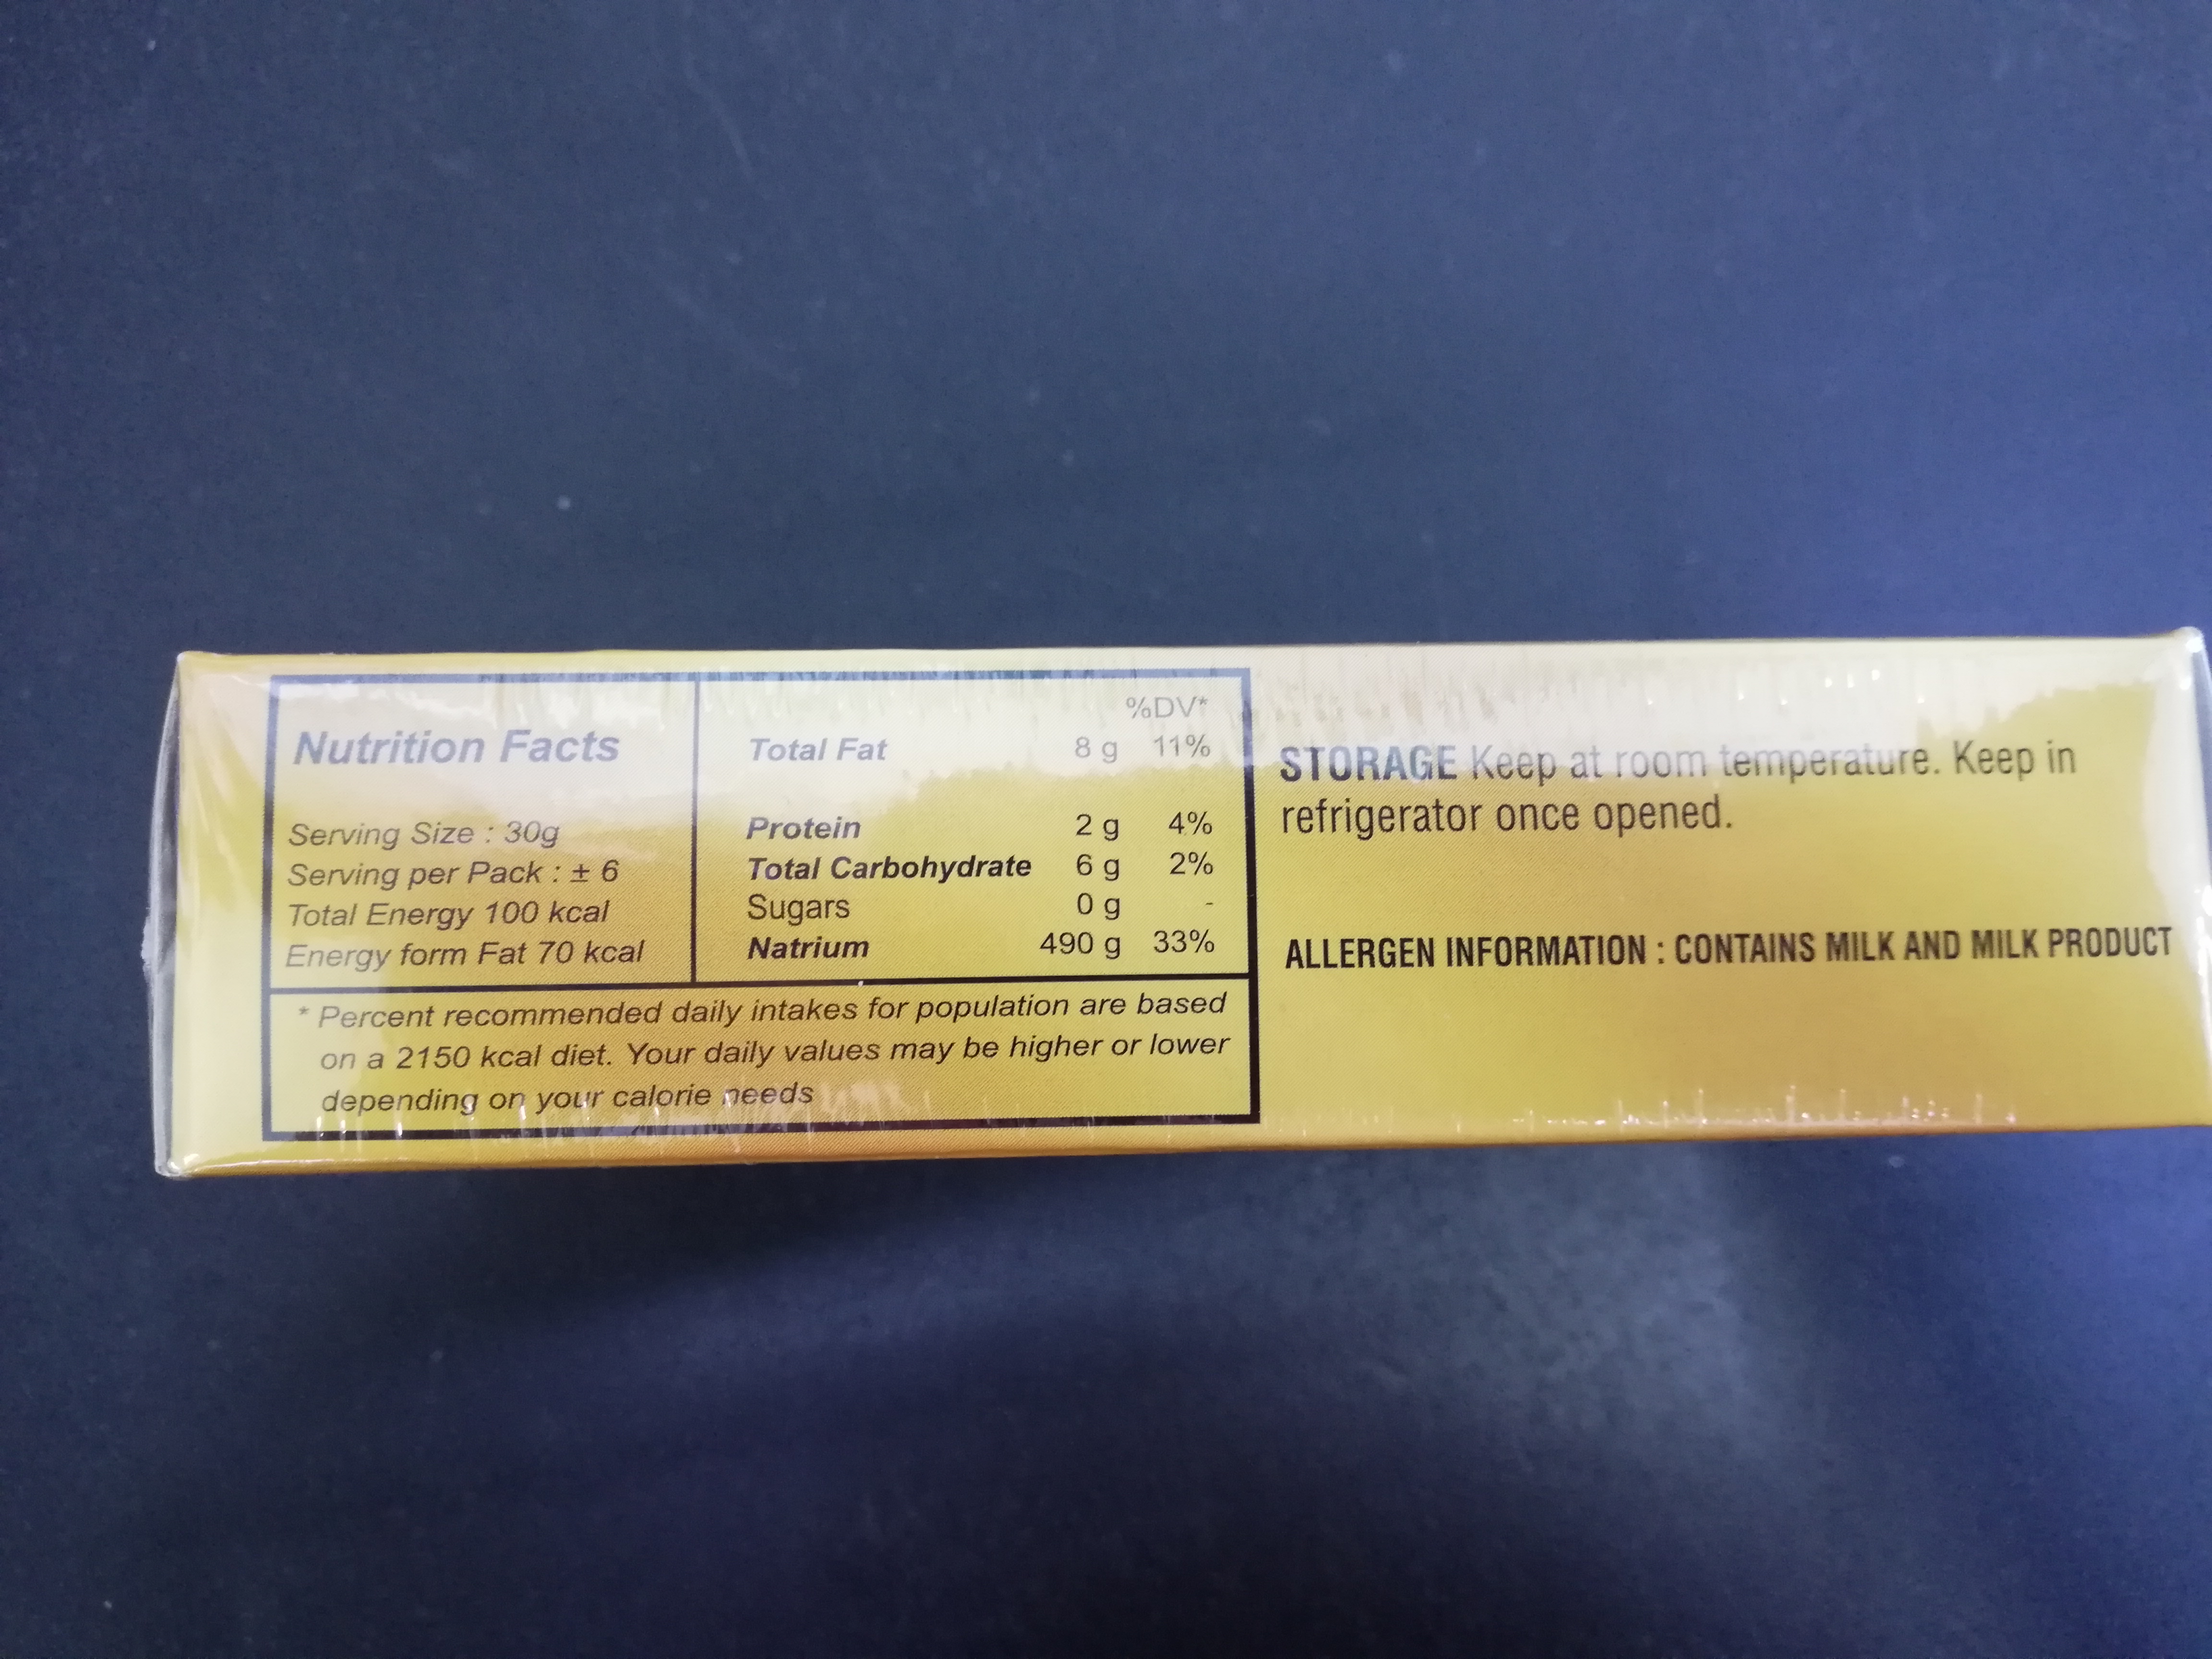 Nutrition Facts
Serving Size : 30g
Serving per Pack : ± 6
Total Energy 100 kcal
Energy form Fat 70 kcal
%DV*
Total Fat 8 g 11%
Protein 2 g 4%
Total Carbohydrate 6 g 2%
Sugars 0 g -
Natrium 490 g 33%
* Percent recommended daily intakes for population are based
on a 2150 kcal diet. Your daily values may be higher or lower
depending on your calorie needs
STORAGE Keep at room temperature. Keep in
refrigerator once opened.
ALLERGEN INFORMATION : CONTAINS MILK AND MILK PRODUCT